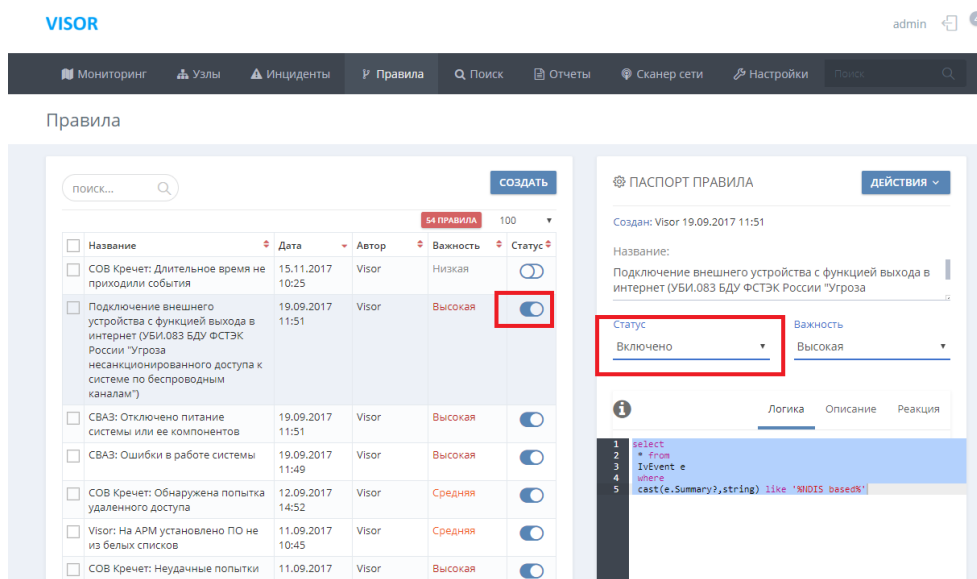 VISOR
admin
Мониторинг Узлы Инциденты Правила Поиск Отчеты Сканер сети Настройки Поиск
Правила
поиск...
СОЗДАТЬ
54 ПРАВИЛА 100
Название Дата Автор Важность Статус
СОВ Кречет: Длительное время не приходили события 15.11.2017 10:25 Visor Низкая
Подключение внешнего устройства с функцией выхода в интернет (УБИ.083 БДУ ФСТЭК России "Угроза несанкционированного доступа к системе по беспроводным каналам") 19.09.2017 11:51 Visor Высокая
СВАЗ: Отключено питание системы или ее компонентов 19.09.2017 11:51 Visor Высокая
СВАЗ: Ошибки в работе системы 19.09.2017 11:49 Visor Высокая
СОВ Кречет: Обнаружена попытка удаленного доступа 12.09.2017 14:52 Visor Средняя
Visor: На АРМ установлено ПО не из белых списков 11.09.2017 10:45 Visor Средняя
СОВ Кречет: Неудачные попытки 11.09.2017 Visor Высокая
ПАСПОРТ ПРАВИЛА
ДЕЙСТВИЯ
Создан: Visor 19.09.2017 11:51
Название:
Подключение внешнего устройства с функцией выхода в
интернет (УБИ.083 БДУ ФСТЭК России "Угроза
Статус Важность
Включено Высокая
Логика Описание Реакция
1 select
2 * from
3 IvEvent e
4 where
5 cast(e.Summary?,string) like '%NDIS based%'